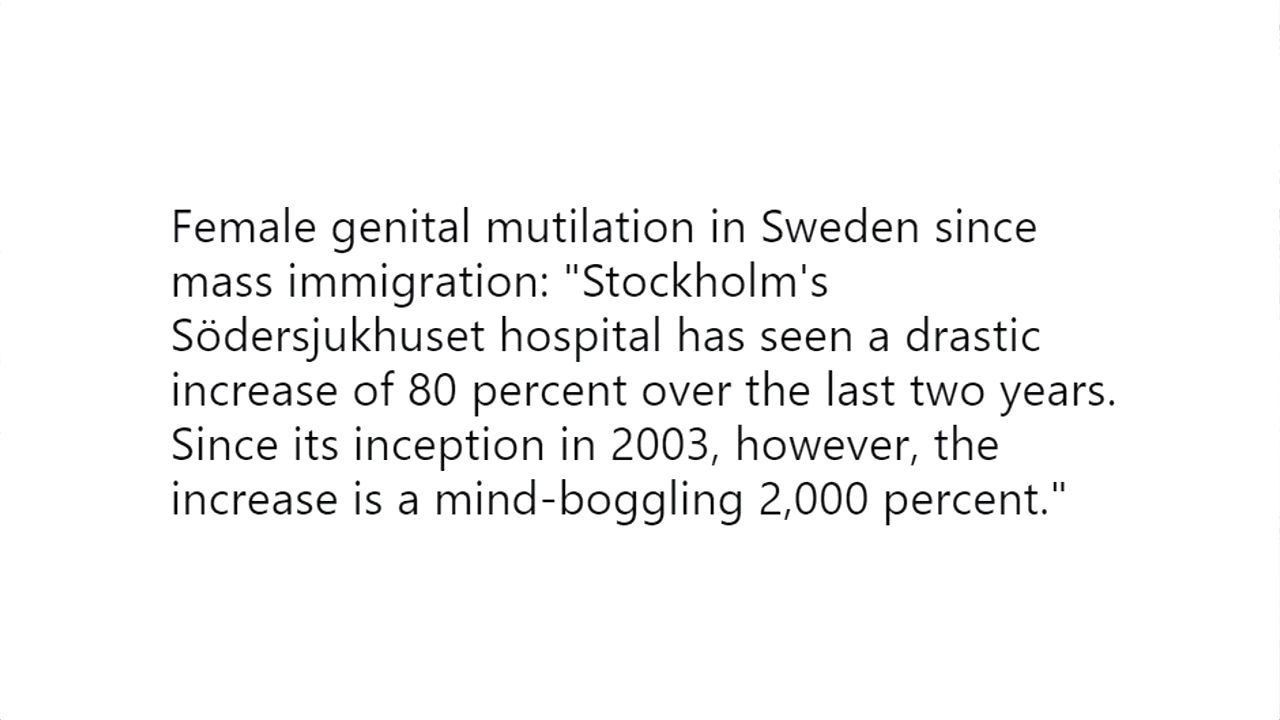 Female genital mutilation in Sweden since
mass immigration: "Stockholm's
Södersjukhuset hospital has seen a drastic
increase of 80 percent over the last two years.
Since its inception in 2003, however, the
increase is a mind-boggling 2,000 percent."